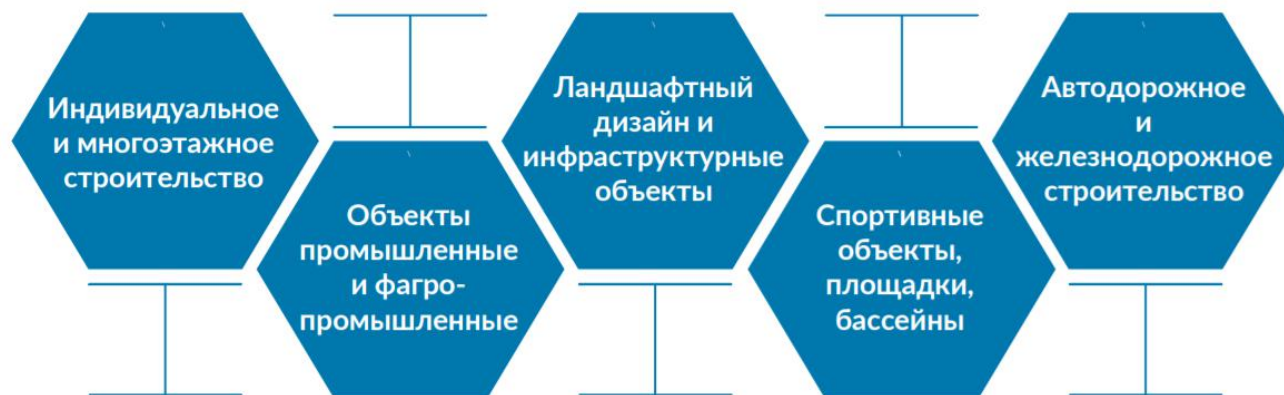 Индивидуальное
и многоэтажное
строительство
Объекты
промышленные
и фагро-
промышленные
Ландшафтный
дизайн и
инфраструктурные
объекты
Спортивные
объекты,
площадки,
бассейны
Автодорожное
и
железнодорожное
строительство